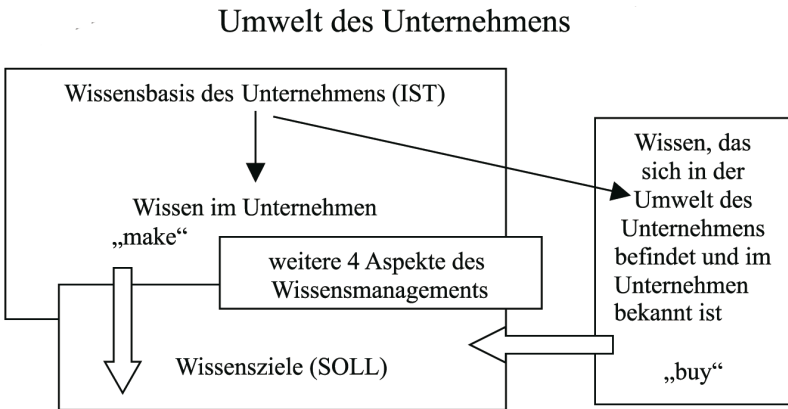 Umwelt des Unternehmens
Wissensbasis des Unternehmens (IST)
Wissen im Unternehmen
„make“
weitere 4 Aspekte des
Wissensmanagements
Wissensziele (SOLL)
Wissen, das
sich in der
Umwelt des
Unternehmens
befindet und im
Unternehmen
bekannt ist
„buy“